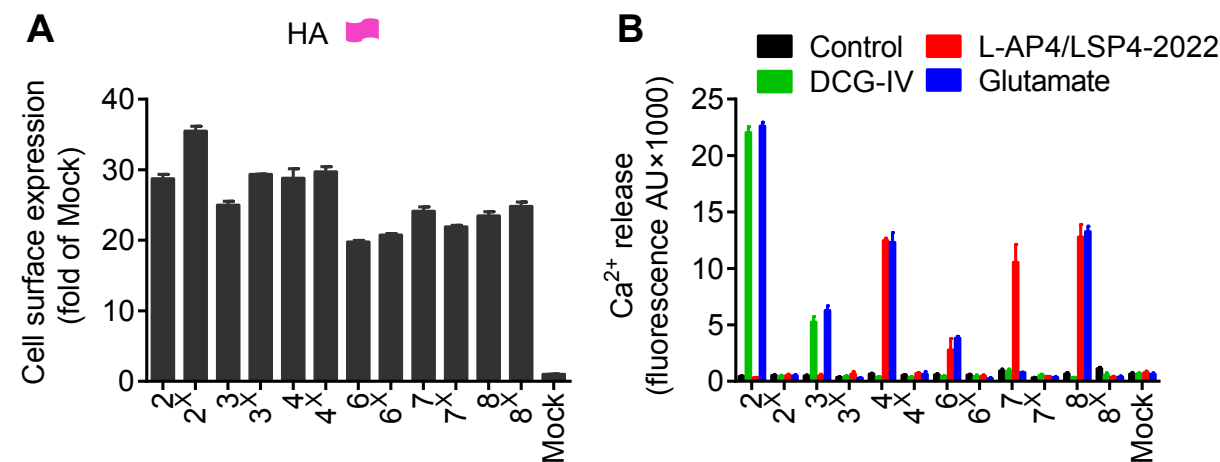 A
HA
Cell surface expression
(fold of Mock)
40
30
20
10
0
2
2X
3
3X
4
4X
6
6X
7
7X
8
8X
Mock
B
Control
L-AP4/LSP4-2022
DCG-IV
Glutamate
Ca²⁺ release
(fluorescence AU×1000)
25
20
15
10
5
0
2
2X
3
3X
4
4X
6
6X
7
7X
8
8X
Mock